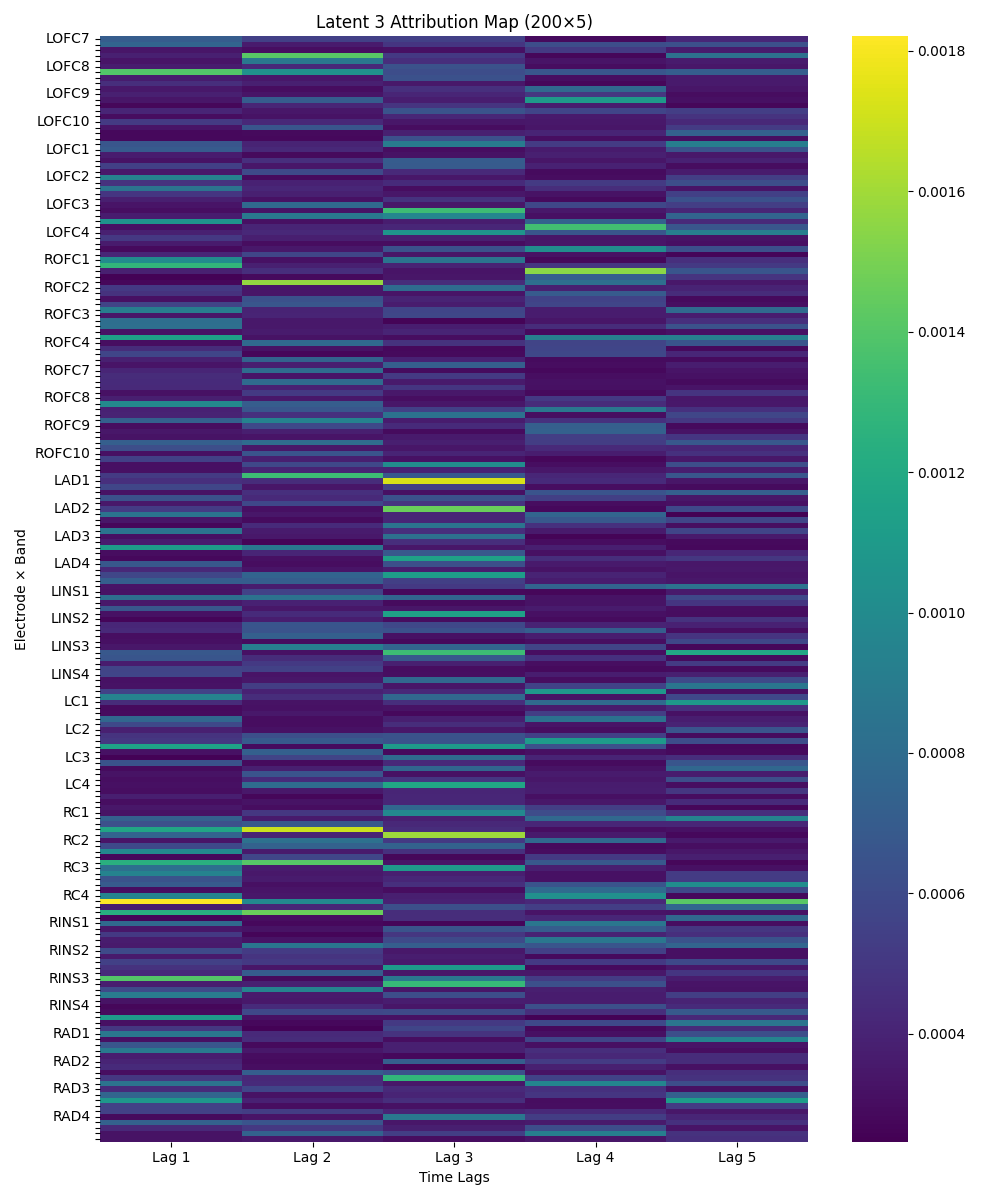 Latent 3 Attribution Map (200×5)
LOFC7
LOFC8
LOFC9
LOFC10
LOFC1
LOFC2
LOFC3
LOFC4
ROFC1
ROFC2
ROFC3
ROFC4
ROFC7
ROFC8
ROFC9
ROFC10
LAD1
LAD2
LAD3
LAD4
LINS1
LINS2
LINS3
LINS4
LC1
LC2
LC3
LC4
RC1
RC2
RC3
RC4
RINS1
RINS2
RINS3
RINS4
RAD1
RAD2
RAD3
RAD4
Electrode × Band
Lag 1 Lag 2 Lag 3 Lag 4 Lag 5
Time Lags
0.0018
0.0016
0.0014
0.0012
0.0010
0.0008
0.0006
0.0004